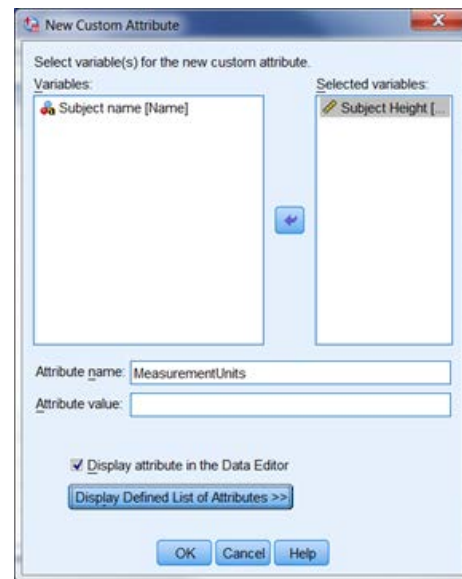 New Custom Attribute
Select variable(s) for the new custom attribute.
Variables:
Selected variables:
Subject name [Name]
Subject Height [...
Attribute name: MeasurementUnits
Attribute value:
Display attribute in the Data Editor
Display Defined List of Attributes >>
OK Cancel Help